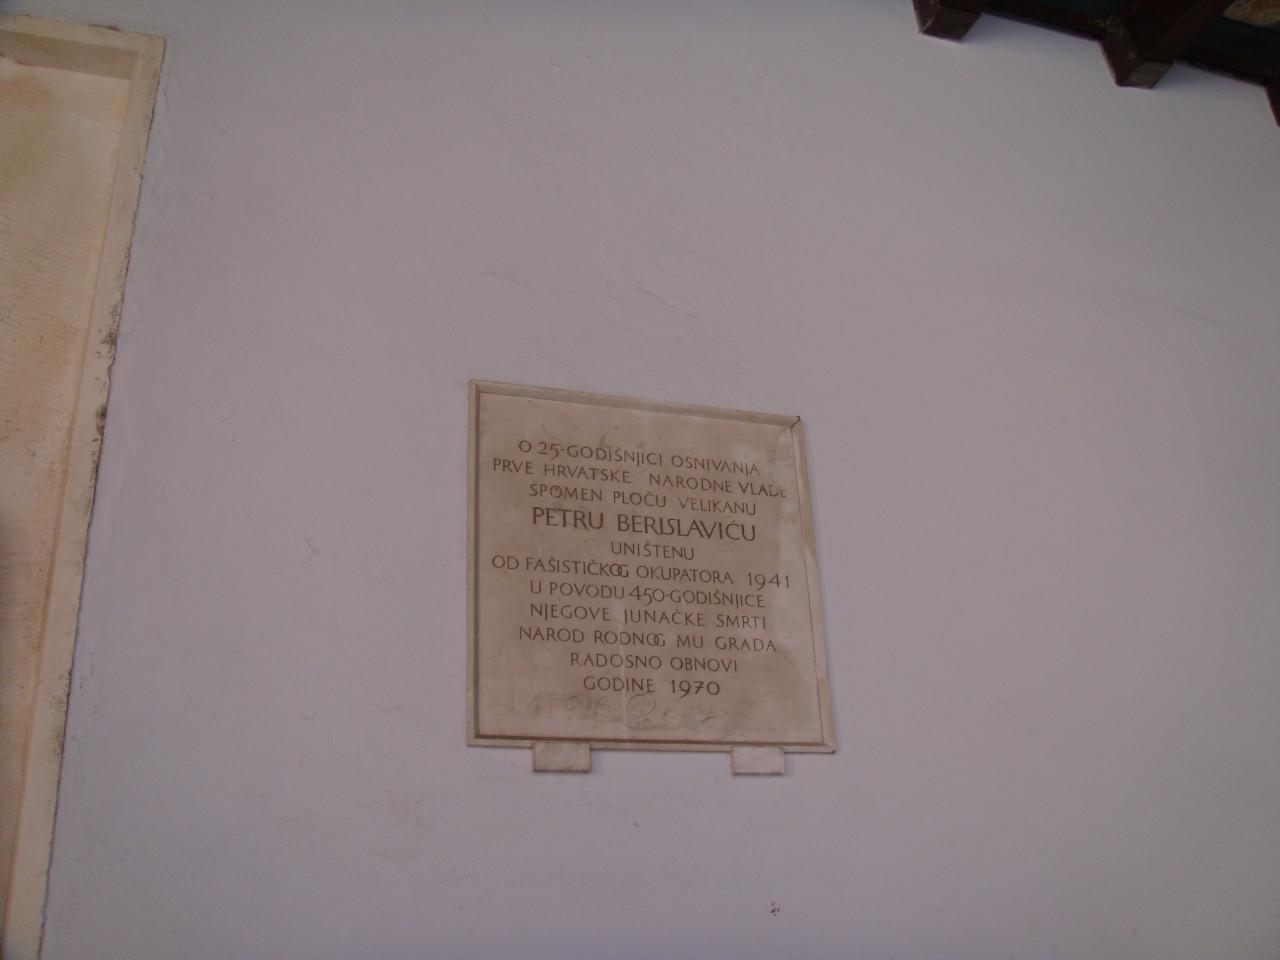 O 25-GODIŠNJICI OSNIVANJA
PRVE HRVATSKE NARODNE VLADE
SPOMEN PLOČU VELIKANU
PETRU BERISLAVIĆU
UNIŠTENU
OD FAŠISTIČKOG OKUPATORA 1941
U POVODU 450-GODIŠNJICE
NJEGOVE JUNAČKE SMRTI
NAROD RODNOG MU GRADA
RADOSNO OBNOVI
GODINE 1970